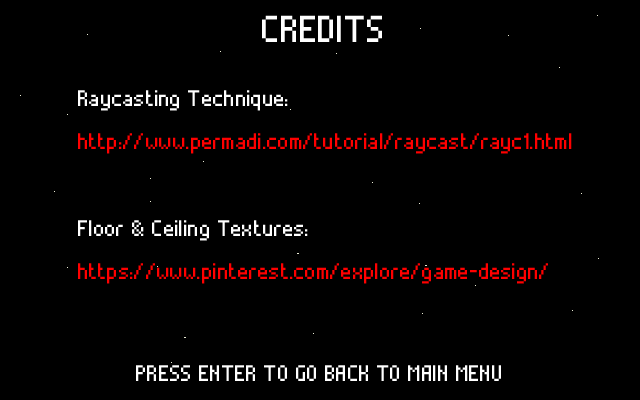 CREDITS
Raycasting Technique:
http://www.permadi.com/tutorial/raycast/rayc1.html
Floor & Ceiling Textures:
https://www.pinterest.com/explore/game-design/
PRESS ENTER TO GO BACK TO MAIN MENU